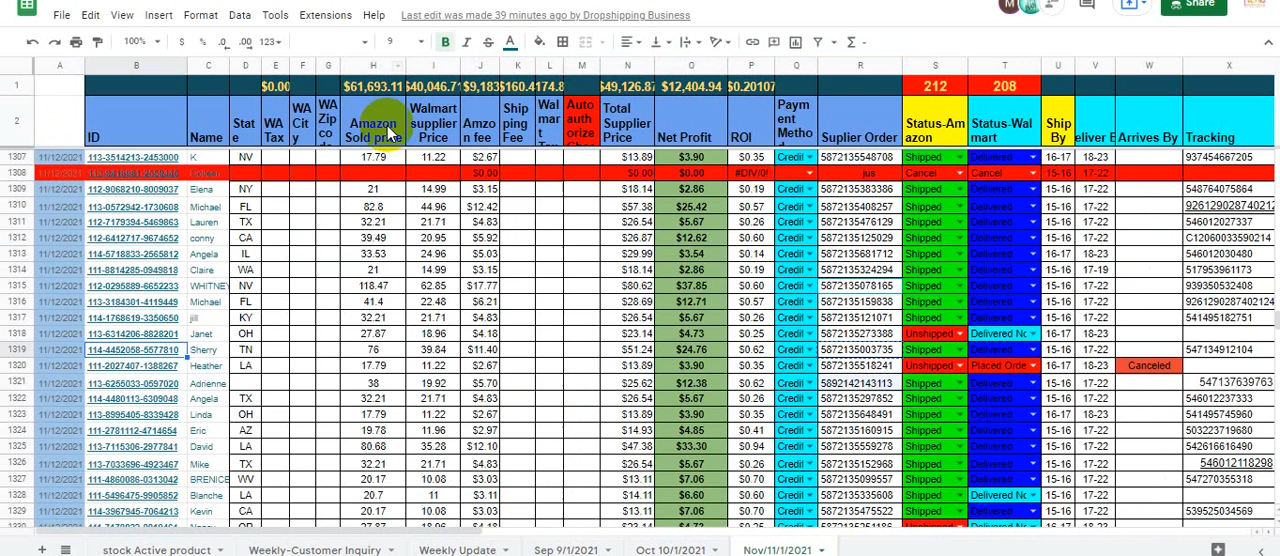 File Edit View Insert Format Data Tools Extensions Help Last edit was made 39 minutes ago by Dropshipping Business Share
100% $ % .0 .00 123 9 B I S A
A B C D E F G H I J K L M N O P Q R S T U V W X
1 $0.00 $61,693.11 $40,046.71 $9,183 $160.4 174.8 $49,126.87 $12,404.94 $0.20107 212 208
2 ID Name State WA Tax WA City WA Zip co Amazon Sold price Walmart supplier Price Amzon fee Shipping Fee Walmart Auto authorize Total Supplier Price Net Profit ROI Payment Method Suplier Order Status-Amazon Status-Walmart Ship By eliver B Arrives By Tracking
1307 11/12/2021 113-3514213-2453000 K NV 17.79 11.22 $2.67 $13.89 $3.90 $0.35 Credit 5872135548708 Shipped Delivered 16-17 18-23 937454667205
1308 11/12/2021 $0.00 $0.00 $0.00 #DIV/0! jus Cancel Cancel 15-16 17-22
1309 11/12/2021 112-9068210-8009037 Elena NY 21 14.99 $3.15 $18.14 $2.86 $0.19 Credit 5872135383386 Shipped Delivered 15-16 17-22 548764075864
1310 11/12/2021 113-0572942-1730608 Michael FL 82.8 44.96 $12.42 $57.38 $25.42 $0.57 Credit 5872135408257 Shipped Delivered 16-17 18-23 926129028740212
1311 11/12/2021 112-7179394-5469863 Lauren TX 32.21 21.71 $4.83 $26.54 $5.67 $0.26 Credit 5872135476129 Shipped Delivered 15-16 17-22 546012027337
1312 11/12/2021 112-6412717-9674652 conny CA 39.49 20.95 $5.92 $26.87 $12.62 $0.60 Credit 5872135125029 Shipped Delivered 16-17 18-23 C12060033590214
1313 11/12/2021 114-5718833-2565812 Angela IL 33.53 24.96 $5.03 $29.99 $3.54 $0.14 Credit 5872135681712 Shipped Delivered 16-17 18-23 546012030480
1314 11/12/2021 111-8814285-0949818 Claire WA 21 14.99 $3.15 $18.14 $2.86 $0.19 Credit 5872135324294 Shipped Delivered 15-16 17-19 517953961171
1315 11/12/2021 112-0295889-6652233 WHITNEY NV 118.47 62.85 $17.77 $80.62 $37.85 $0.60 Credit 5872135078165 Shipped Delivered 16-17 18-23 939350532408
1316 11/12/2021 113-3184301-4119449 Michael FL 41.4 22.48 $6.21 $28.69 $12.71 $0.57 Credit 5872135159838 Shipped Delivered 16-17 18-23 9261290287402124
1317 11/12/2021 114-1768619-3350650 jill KY 32.21 21.71 $4.83 $26.54 $5.67 $0.26 Credit 5872135121071 Shipped Delivered 15-16 17-22 541495182751
1318 11/12/2021 113-6314206-8828201 Janet OH 27.87 18.96 $4.18 $23.14 $4.73 $0.25 Credit 5872135273388 Unshipped Delivered No 16-17 18-23
1319 11/12/2021 114-4452058-5577810 Sherry TN 76 39.84 $11.40 $51.24 $24.76 $0.62 Credit 5872135003735 Shipped Delivered 15-16 17-22 547134912104
1320 11/12/2021 111-2027407-1388267 Heather LA 17.79 11.22 $2.67 $13.89 $3.90 $0.35 Credit 5872135518241 Unshipped Placed Orde 16-17 18-23 Canceled
1321 11/12/2021 113-6255033-0597020 Adrienne 38 19.92 $5.70 $25.62 $12.38 $0.62 Credit 5892142143113 Shipped Delivered 15-16 17-22 547137639763
1322 11/12/2021 114-4480113-6309048 Angela TX 32.21 21.71 $4.83 $26.54 $5.67 $0.26 Credit 5872135297852 Shipped Delivered 15-16 17-22 546012237333
1323 11/12/2021 113-8995405-8339428 Linda OH 17.79 11.22 $2.67 $13.89 $3.90 $0.35 Credit 5872135648491 Shipped Delivered 16-17 18-23 541495745960
1324 11/12/2021 111-2781112-4714654 Eric AZ 19.78 11.96 $2.97 $14.93 $4.85 $0.41 Credit 5872135160915 Shipped Delivered 15-16 17-22 503223719680
1325 11/12/2021 113-7115306-2977841 David LA 80.68 35.28 $12.10 $47.38 $33.30 $0.94 Credit 5872135559278 Shipped Delivered 15-16 17-22 542616618490
1326 11/12/2021 113-7033696-4923467 Mike TX 32.21 21.71 $4.83 $26.54 $5.67 $0.26 Credit 5872135152968 Shipped Delivered 15-16 17-22 546012118298
1327 11/12/2021 111-4860086-0313042 BRENICE WV 20.17 10.08 $3.03 $13.11 $7.06 $0.70 Credit 5872135099557 Shipped Delivered 15-16 17-22 547270355318
1328 11/12/2021 111-5496475-9905852 Blanche LA 20.7 11 $3.11 $14.11 $6.60 $0.60 Credit 5872135335608 Shipped Delivered No 15-16 17-22
1329 11/12/2021 114-3967945-7064210 Kevin CA 20.17 10.08 $3.03 $13.11 $7.06 $0.70 Credit 5872135475522 Shipped Delivered 16-17 18-23 539525034569
stock Active product Weekly-Customer Inquiry Weekly Update Sep 9/1/2021 Oct 10/1/2021 Nov/11/1/2021